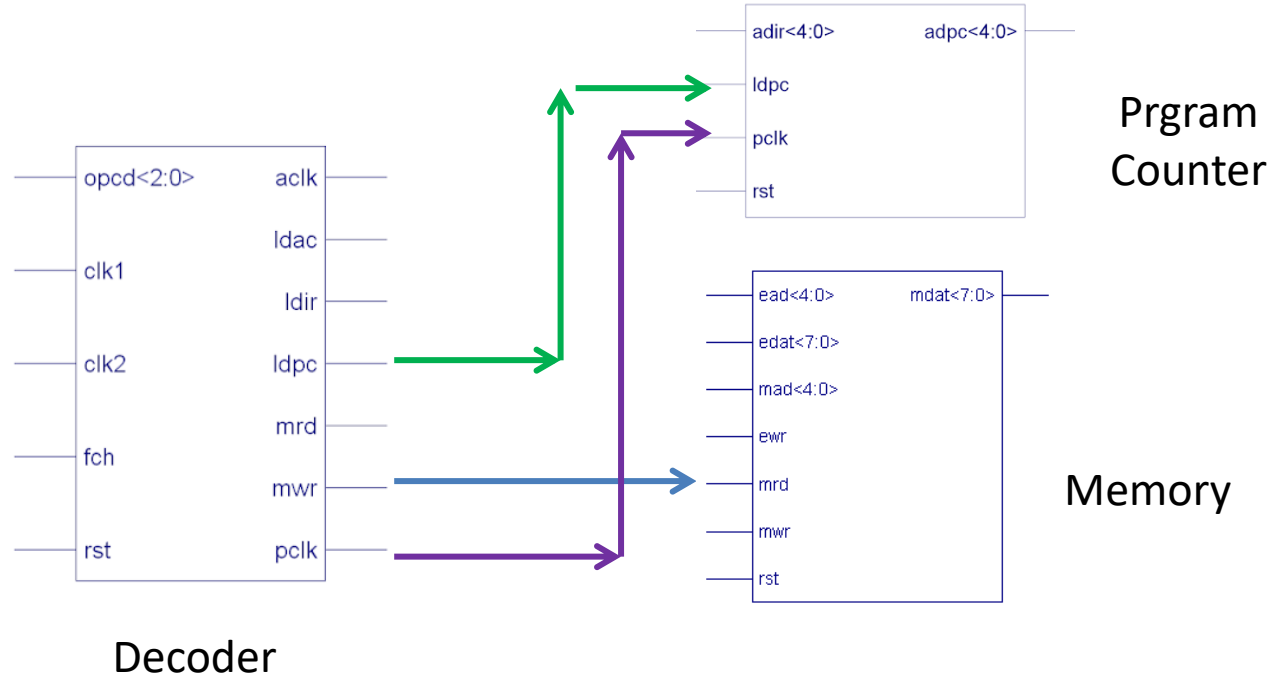 adir<4:0> adpc<4:0>
ldpc
pclk
rst
Prgram
Counter
opcd<2:0> aclk
ldac
clk1
ldir
clk2 ldpc
mrd
fch
mwr
rst pclk
Decoder
ead<4:0> mdat<7:0>
edat<7:0>
mad<4:0>
ewr
mrd
mwr
rst
Memory